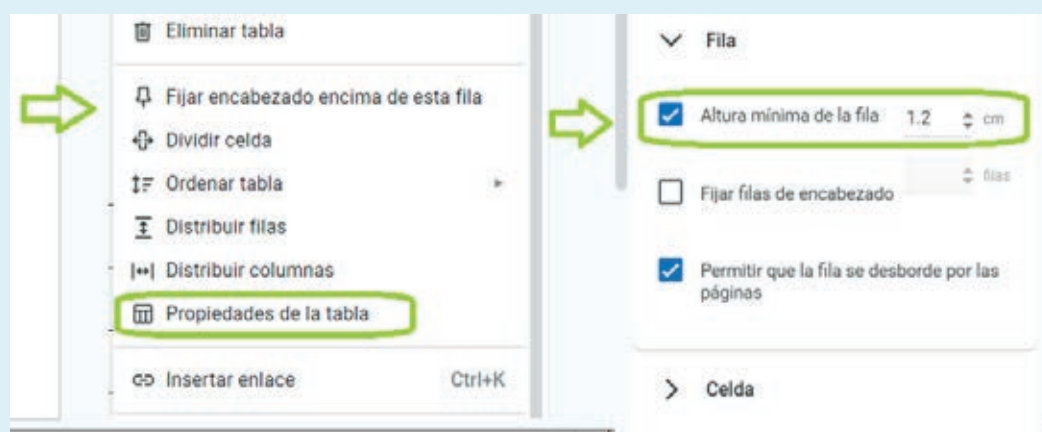 Eliminar tabla
Fijar encabezado encima de esta fila
Dividir celda
Ordenar tabla
Distribuir filas
Distribuir columnas
Propiedades de la tabla
Insertar enlace Ctrl+K
Fila
Altura mínima de la fila 1.2 cm
filas
Fijar filas de encabezado
Permitir que la fila se desborde por las
páginas
Celda